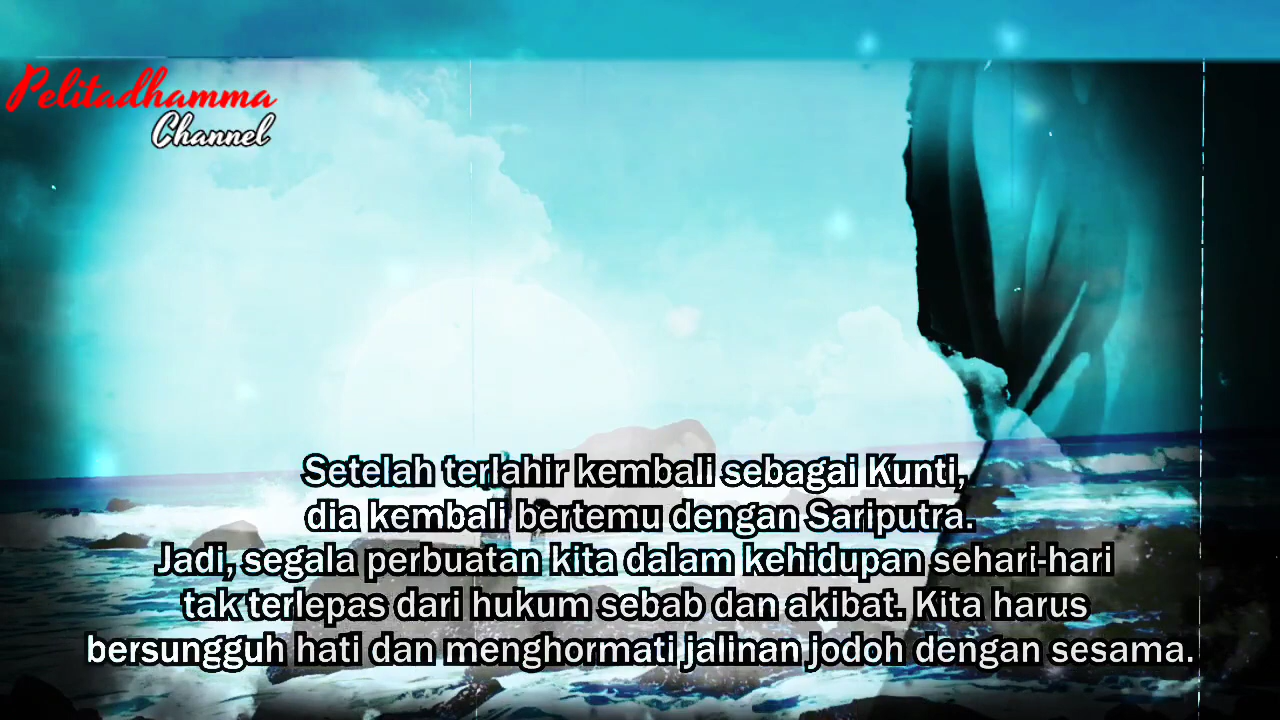 Pelitadhamma
Channel
Setelah terlahir kembali sebagai Kunti,
dia kembali bertemu dengan Sariputra.
Jadi, segala perbuatan kita dalam kehidupan sehari-hari
tak terlepas dari hukum sebab dan akibat. Kita harus
bersungguh hati dan menghormati jalinan jodoh dengan sesama.